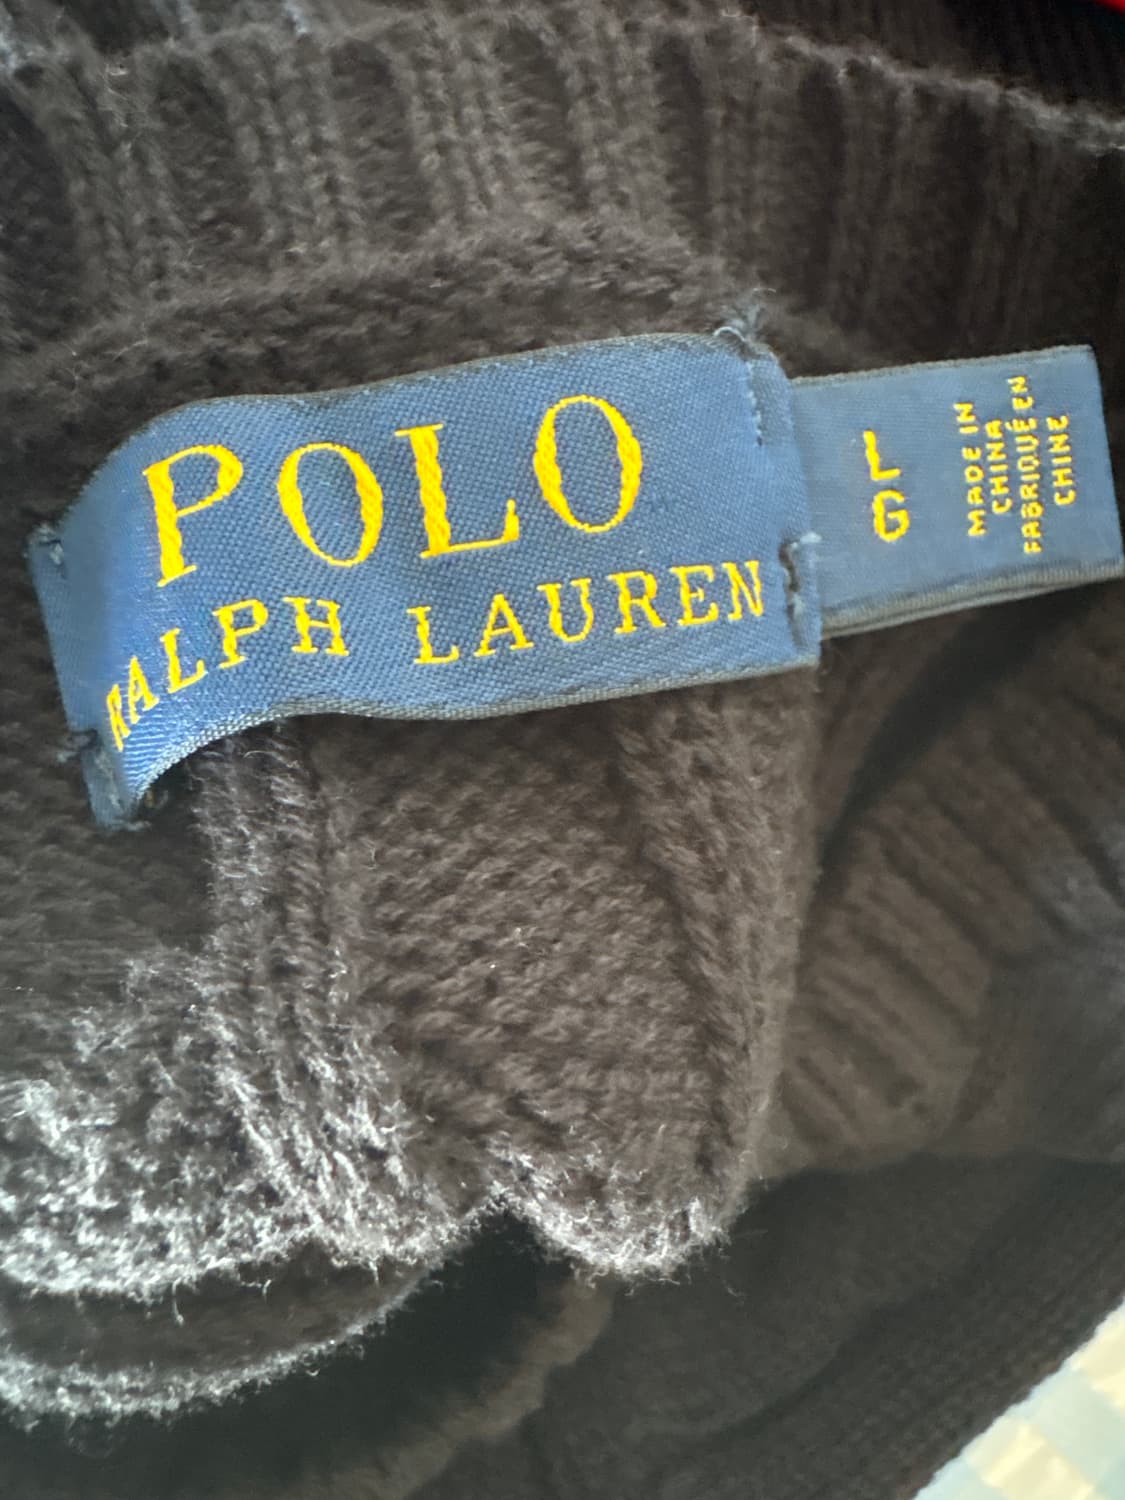 POLO
RALPH LAUREN
L
G
MADE IN
CHINA
FABRIQUÉ EN
CHINE